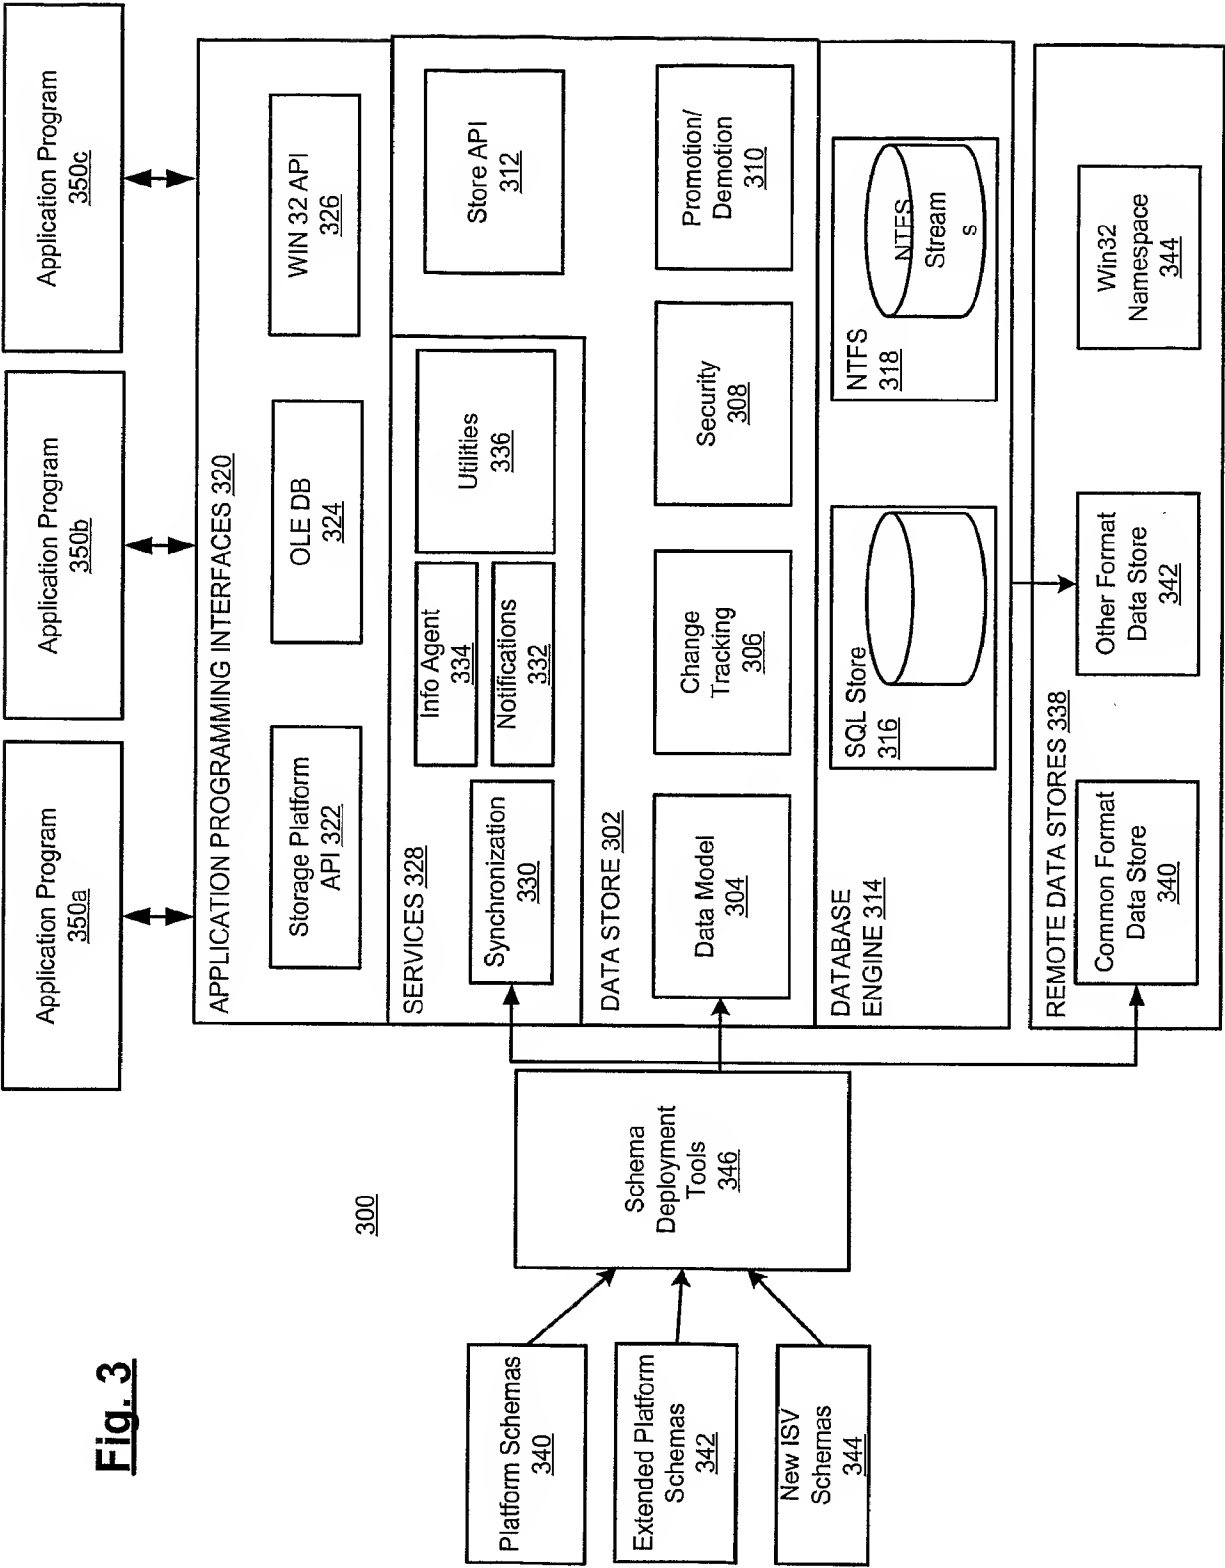 Fig. 3
300
Application Program
350a
Application Program
350b
Application Program
350c
APPLICATION PROGRAMMING INTERFACES 320
Storage Platform
API 322
OLE DB
324
WIN 32 API
326
SERVICES 328
Synchronization
330
Info Agent
334
Notifications
332
Utilities
336
Store API
312
DATA STORE 302
Data Model
304
Change
Tracking
306
Security
308
Promotion/
Demotion
310
DATABASE
ENGINE 314
SQL Store
316
NTFS
318
NTFS
Stream
s
REMOTE DATA STORES 338
Common Format
Data Store
340
Other Format
Data Store
342
Win32
Namespace
344
Schema
Deployment
Tools
346
Platform Schemas
340
Extended Platform
Schemas
342
New ISV
Schemas
344